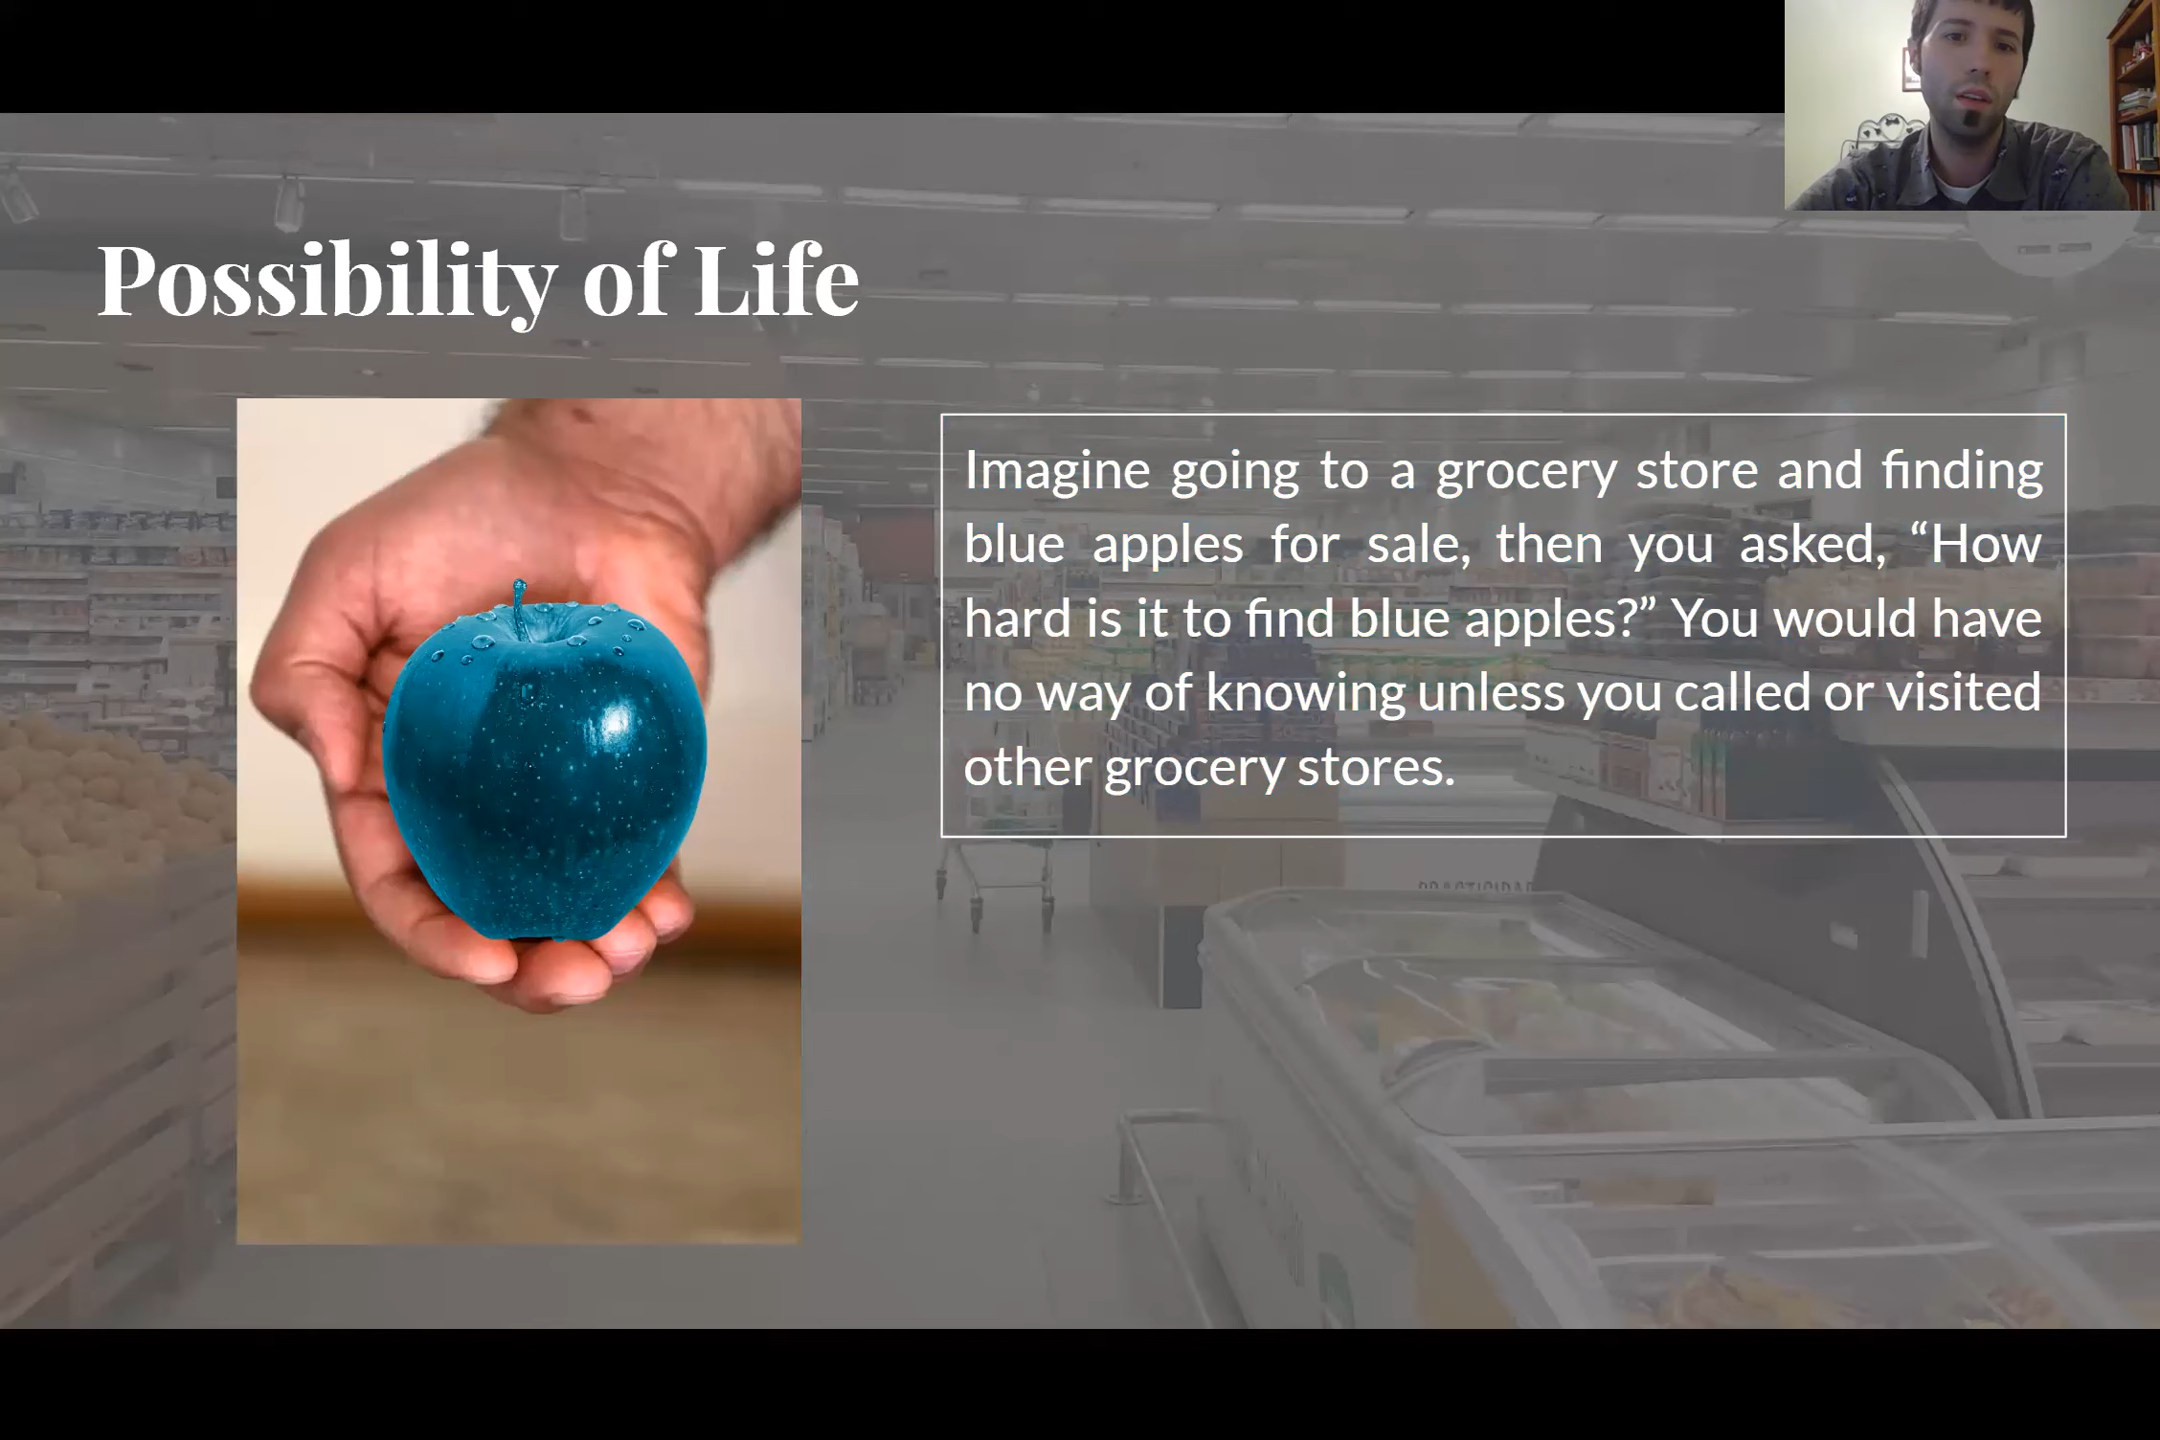 Possibility of Life
Imagine going to a grocery store and finding
blue apples for sale, then you asked, “How
hard is it to find blue apples?” You would have
no way of knowing unless you called or visited
other grocery stores.
PRACTICIDAD